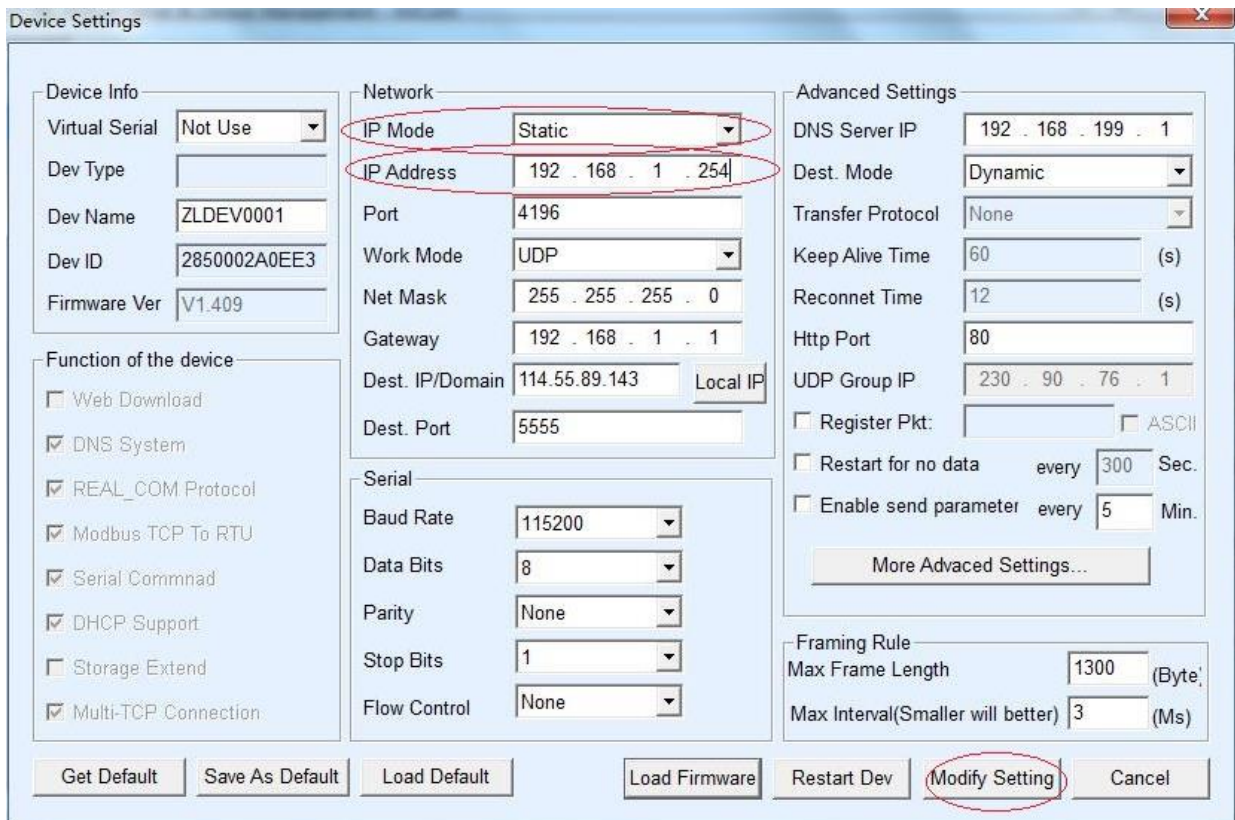 Device Settings
Device Info
Virtual Serial Not Use
Dev Type
Dev Name ZLDEV0001
Dev ID 2850002A0EE3
Firmware Ver V1.409
Function of the device
Web Download
DNS System
REAL_COM Protocol
Modbus TCP To RTU
Serial Commnad
DHCP Support
Storage Extend
Multi-TCP Connection
Network
IP Mode Static
IP Address 192 . 168 . 1 . 254
Port 4196
Work Mode UDP
Net Mask 255 . 255 . 255 . 0
Gateway 192 . 168 . 1 . 1
Dest. IP/Domain 114.55.89.143 Local IP
Dest. Port 5555
Serial
Baud Rate 115200
Data Bits 8
Parity None
Stop Bits 1
Flow Control None
Advanced Settings
DNS Server IP 192 . 168 . 199 . 1
Dest. Mode Dynamic
Transfer Protocol None
Keep Alive Time 60 (s)
Reconnet Time 12 (s)
Http Port 80
UDP Group IP 230 . 90 . 76 . 1
Register Pkt: ASCII
Restart for no data every 300 Sec.
Enable send parameter every 5 Min.
More Advaced Settings...
Framing Rule
Max Frame Length 1300 (Byte)
Max Interval(Smaller will better) 3 (Ms)
Get Default Save As Default Load Default Load Firmware Restart Dev Modify Setting Cancel